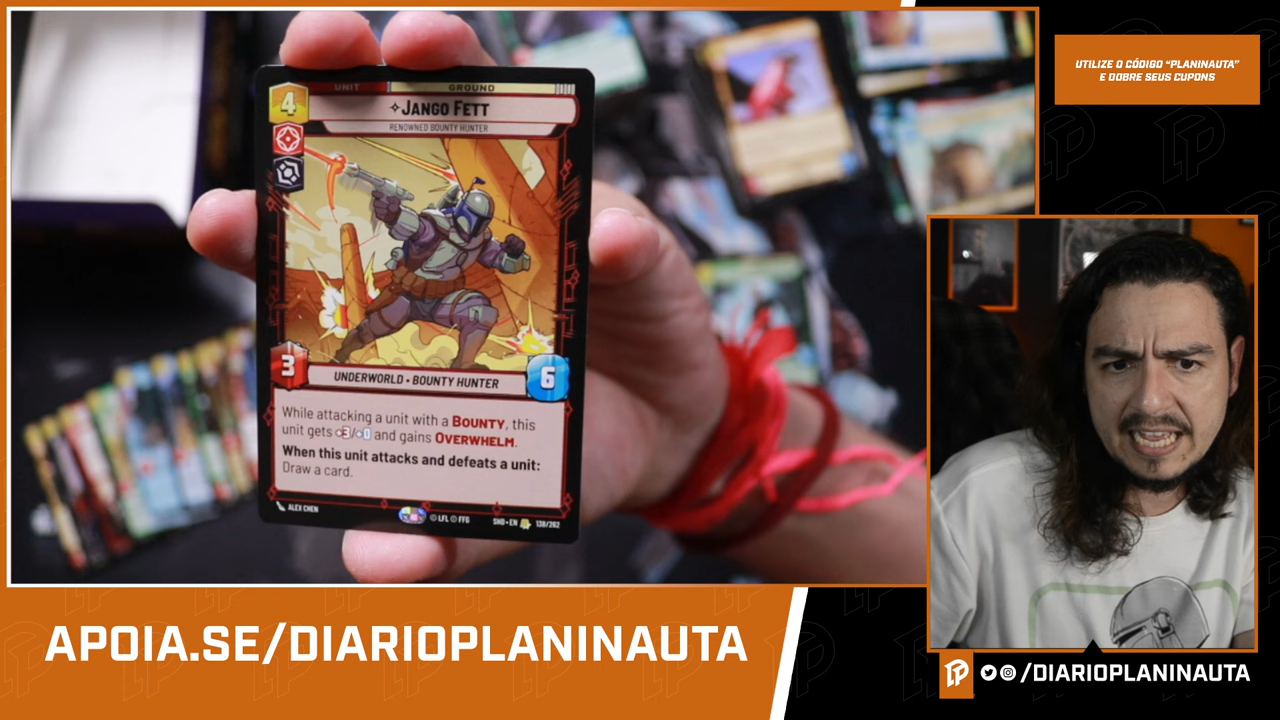 UTILIZE O CÓDIGO “PLANINAUTA”
E DOBRE SEUS CUPONS
UNIT GROUND
4
JANGO FETT
RENOWNED BOUNTY HUNTER
3
UNDERWORLD • BOUNTY HUNTER
6
While attacking a unit with a BOUNTY, this
unit gets +3/+0 and gains OVERWHELM.
When this unit attacks and defeats a unit:
Draw a card.
ALEX CHEN
© LFL © FFG
SHD • EN 138/262
APOIA.SE/DIARIOPLANINAUTA
/DIARIOPLANINAUTA